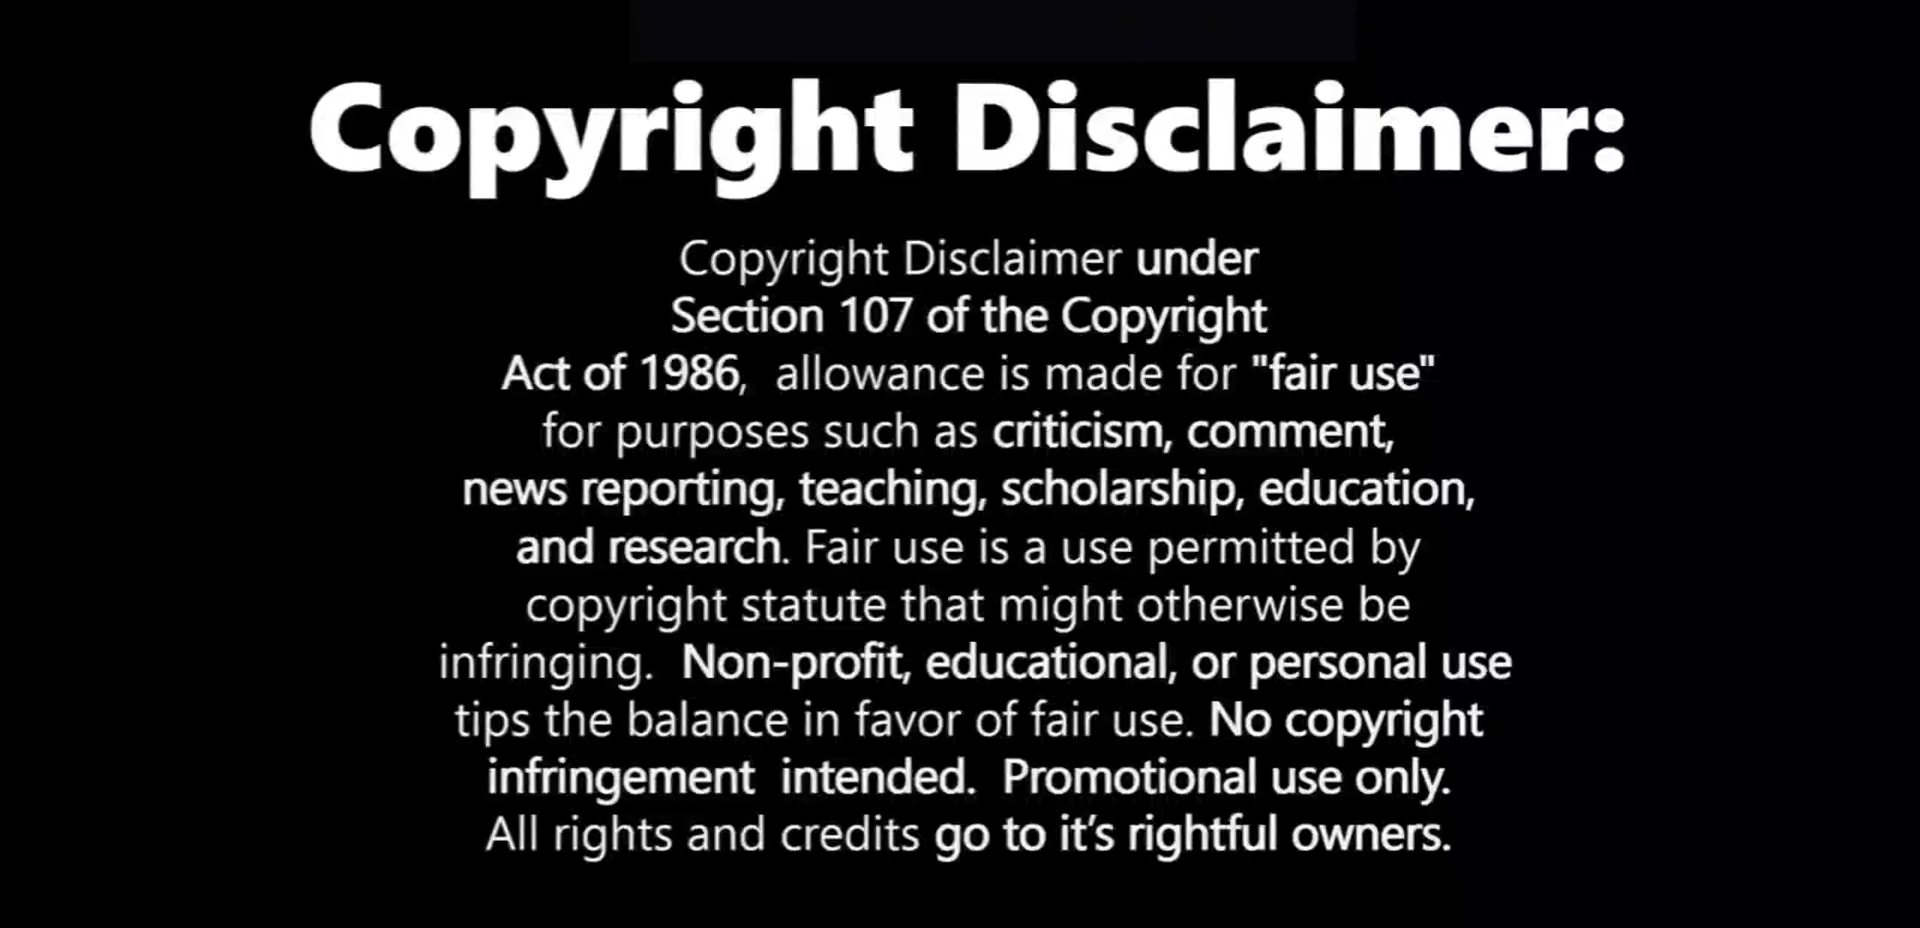 Copyright Disclaimer:
Copyright Disclaimer under
Section 107 of the Copyright
Act of 1986,  allowance is made for "fair use"
for purposes such as criticism, comment,
news reporting, teaching, scholarship, education,
and research. Fair use is a use permitted by
copyright statute that might otherwise be
infringing.  Non-profit, educational, or personal use
tips the balance in favor of fair use. No copyright
infringement  intended.  Promotional use only.
All rights and credits go to it’s rightful owners.